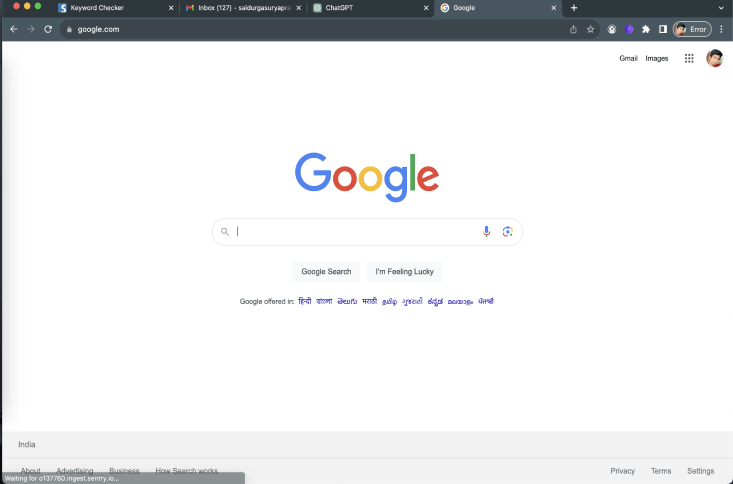 Keyword Checker
Inbox (127) - saidurgasuryapra
ChatGPT
Google
google.com
Error
Gmail Images
Google
Google Search I'm Feeling Lucky
Google offered in: हिन्दी বাংলা తెలుగు मराठी தமிழ் ગુજરાતી ಕನ್ನಡ മലയാളം ਪੰਜਾਬੀ
India
About Advertising Business How Search works Privacy Terms Settings
Waiting for o137760.ingest.sentry.io...